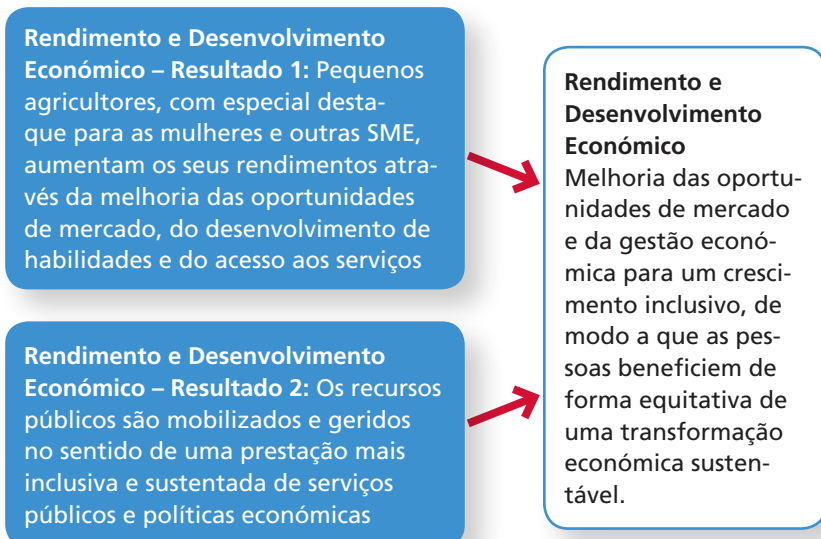 Rendimento e Desenvolvimento
Económico – Resultado 1: Pequenos
agricultores, com especial desta-
que para as mulheres e outras SME,
aumentam os seus rendimentos atra-
vés da melhoria das oportunidades
de mercado, do desenvolvimento de
habilidades e do acesso aos serviços
Rendimento e Desenvolvimento
Económico – Resultado 2: Os recursos
públicos são mobilizados e geridos
no sentido de uma prestação mais
inclusiva e sustentada de serviços
públicos e políticas económicas
Rendimento e
Desenvolvimento
Económico
Melhoria das oportu-
nidades de mercado
e da gestão econó-
mica para um cresci-
mento inclusivo, de
modo a que as pes-
soas beneficiem de
forma equitativa de
uma transformação
económica susten-
tável.